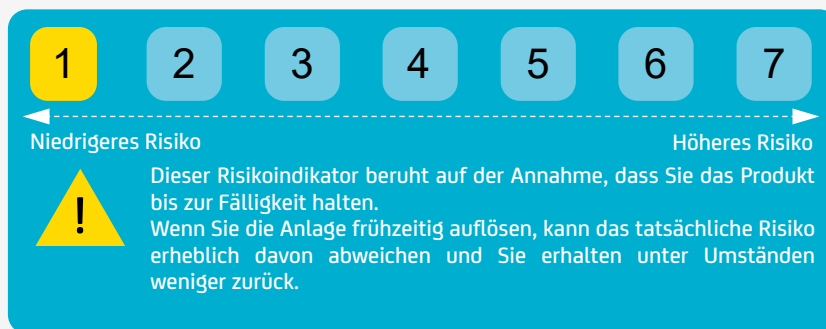 1 2 3 4 5 6 7
Niedrigeres Risiko Höheres Risiko
!
Dieser Risikoindikator beruht auf der Annahme, dass Sie das Produkt
bis zur Fälligkeit halten.
Wenn Sie die Anlage frühzeitig auflösen, kann das tatsächliche Risiko
erheblich davon abweichen und Sie erhalten unter Umständen
weniger zurück.